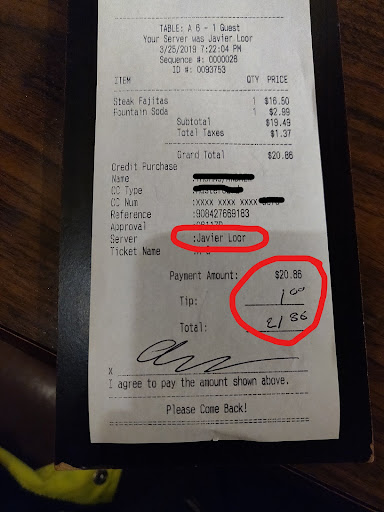 TABLE: A 6 - 1 Guest
Your Server was Javier Loor
3/25/2019 7:22:04 PM
Sequence #: 0000028
ID #: 0093753
ITEM QTY PRICE
Steak Fajitas 1 $16.50
Fountain Soda 1 $2.99
Subtotal $19.49
Total Taxes $1.37
Grand Total $20.86
Credit Purchase
Name :
CC Type
CC Num :XXXX XXXX XXXX
Reference :908427668163
Approval
Server :Javier Loor
Ticket Name
Payment Amount: $20.86
Tip: 1 00
Total: 21 86
X
I agree to pay the amount shown above.
Please Come Back!